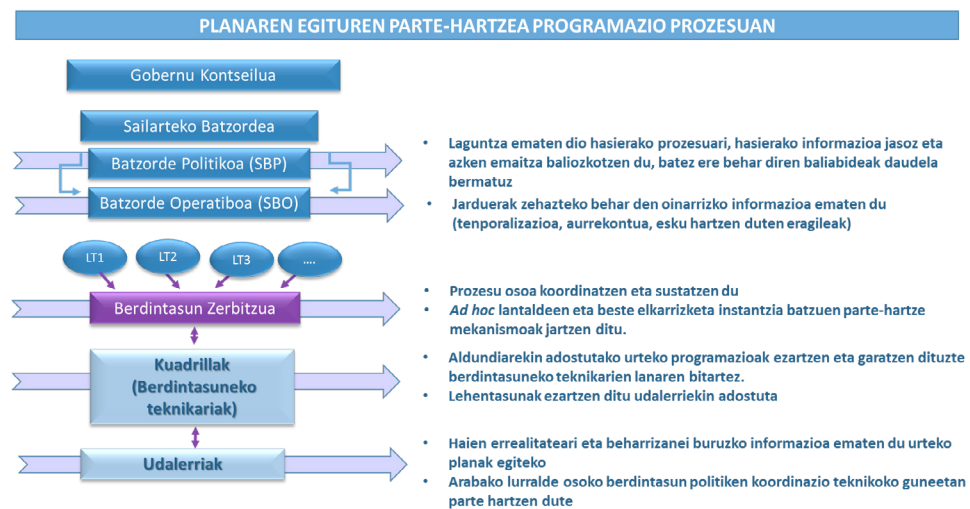 PLANAREN EGITUREN PARTE-HARTZEA PROGRAMAZIO PROZESUAN
Gobernu Kontseilua
Sailarteko Batzordea
Batzorde Politikoa (SBP)
• Laguntza ematen dio hasierako prozesuari, hasierako informazioa jasoz eta
azken emaitza baliozkotzen du, batez ere behar diren baliabideak daudela
bermatuz
Batzorde Operatiboa (SBO)
• Jarduerak zehazteko behar den oinarrizko informazioa ematen du
(tenporalizazioa, aurrekontua, esku hartzen duten eragileak)
LT1
LT2
LT3
....
Berdintasun Zerbitzua
• Prozesu osoa koordinatzen eta sustatzen du
• Ad hoc lantaldeen eta beste elkarrizketa instantzia batzuen parte-hartze
mekanismoak jartzen ditu.
Kuadrillak
(Berdintasuneko
teknikariak)
• Aldundiarekin adostutako urteko programazioak ezartzen eta garatzen dituzte
berdintasuneko teknikarien lanaren bitartez.
• Lehentasunak ezartzen ditu udalerriekin adostuta
Udalerriak
• Haien errealitateari eta beharrizanei buruzko informazioa ematen du urteko
planak egiteko
• Arabako lurralde osoko berdintasun politiken koordinazio teknikoko guneetan
parte hartzen dute